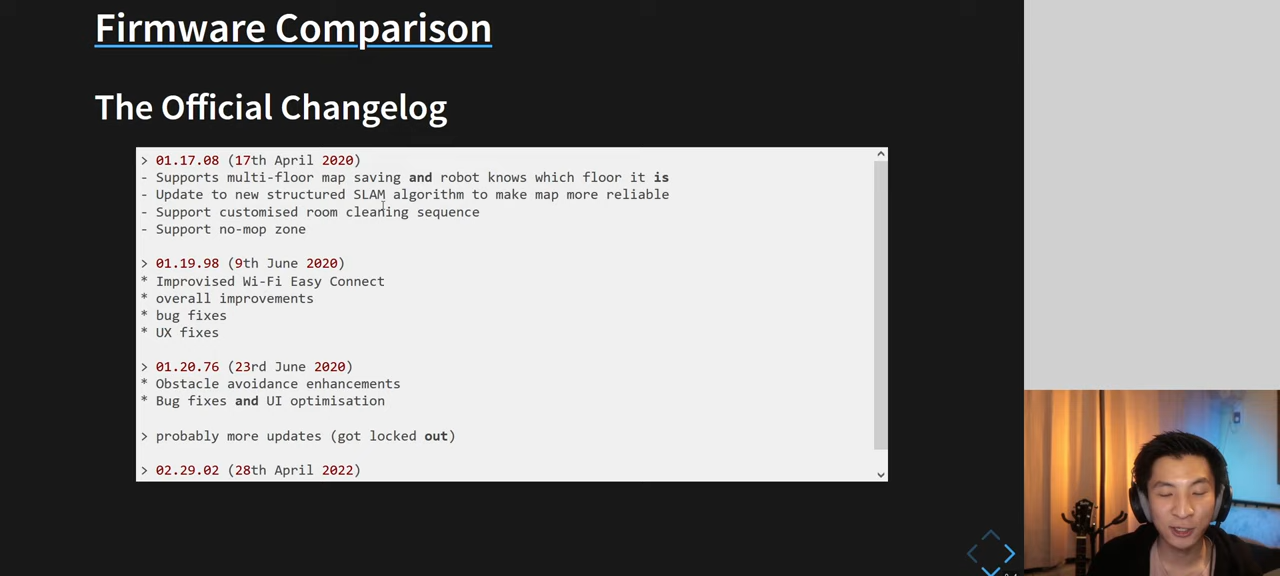 Firmware Comparison
The Official Changelog
> 01.17.08 (17th April 2020)
- Supports multi-floor map saving and robot knows which floor it is
- Update to new structured SLAM algorithm to make map more reliable
- Support customised room cleaning sequence
- Support no-mop zone
> 01.19.98 (9th June 2020)
* Improvised Wi-Fi Easy Connect
* overall improvements
* bug fixes
* UX fixes
> 01.20.76 (23rd June 2020)
* Obstacle avoidance enhancements
* Bug fixes and UI optimisation
> probably more updates (got locked out)
> 02.29.02 (28th April 2022)